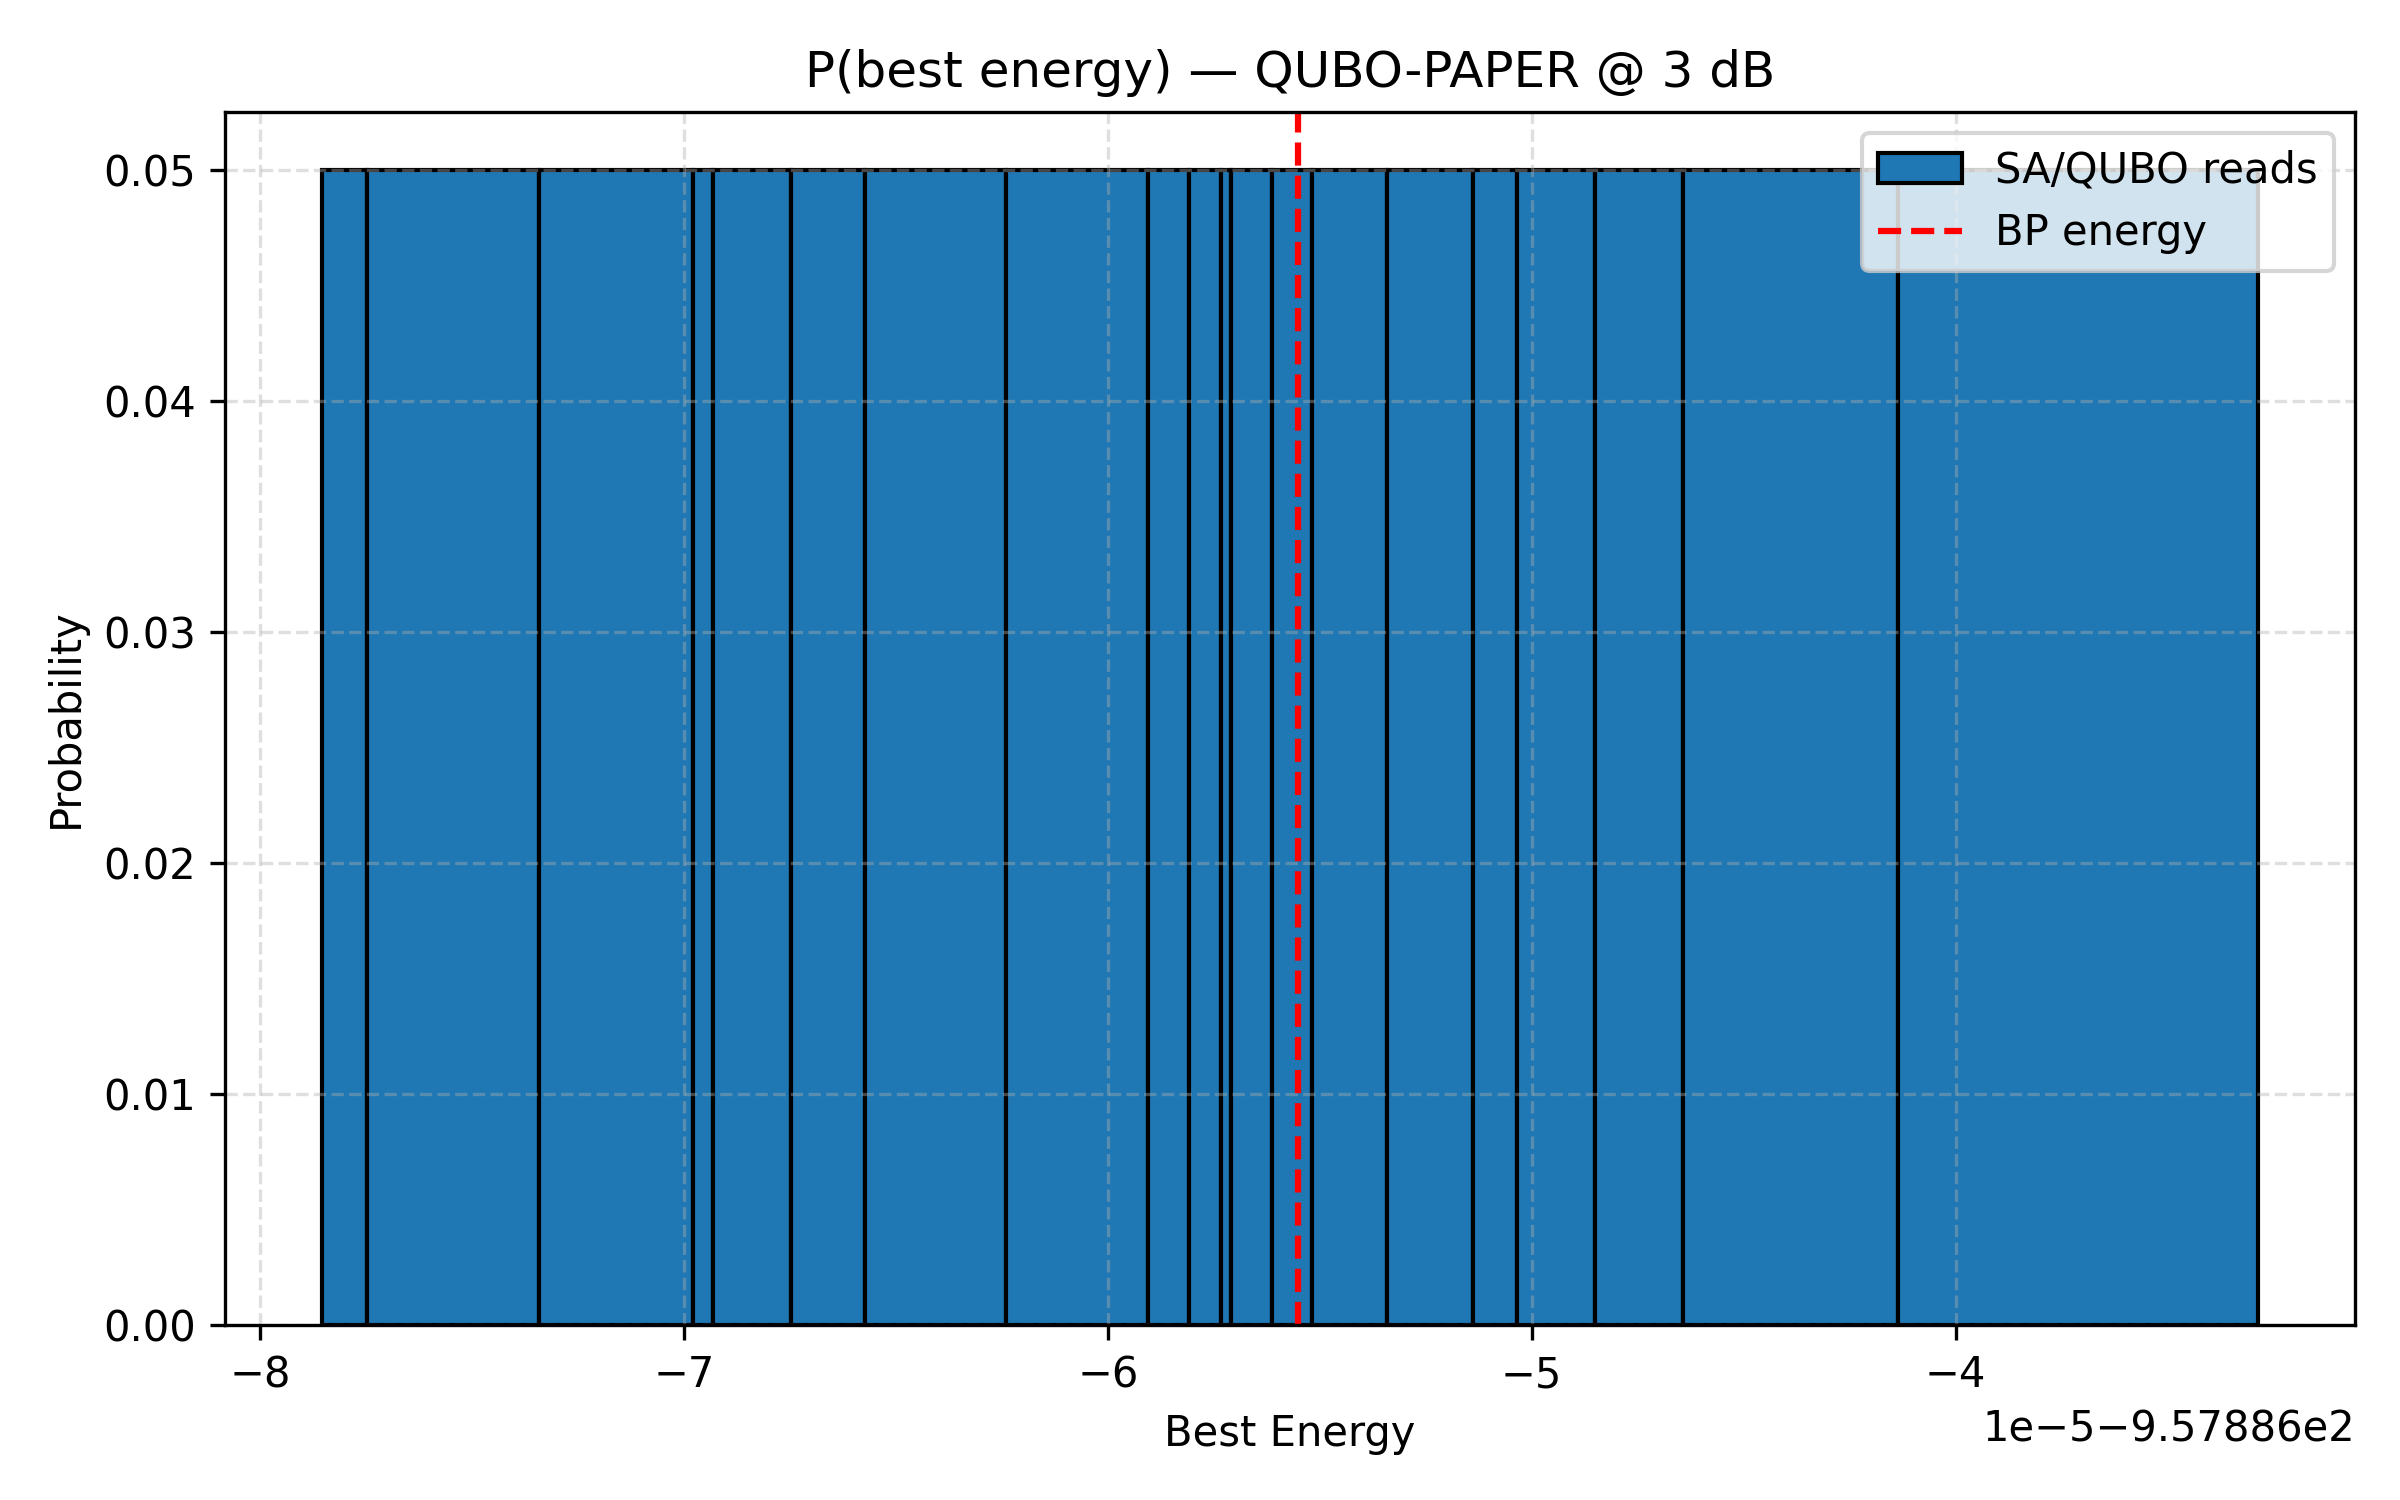 P(best energy) — QUBO-PAPER @ 3 dB
SA/QUBO reads
BP energy
Probability
0.05
0.04
0.03
0.02
0.01
0.00
−8
−7
−6
−5
−4
Best Energy
1e−5−9.57886e2